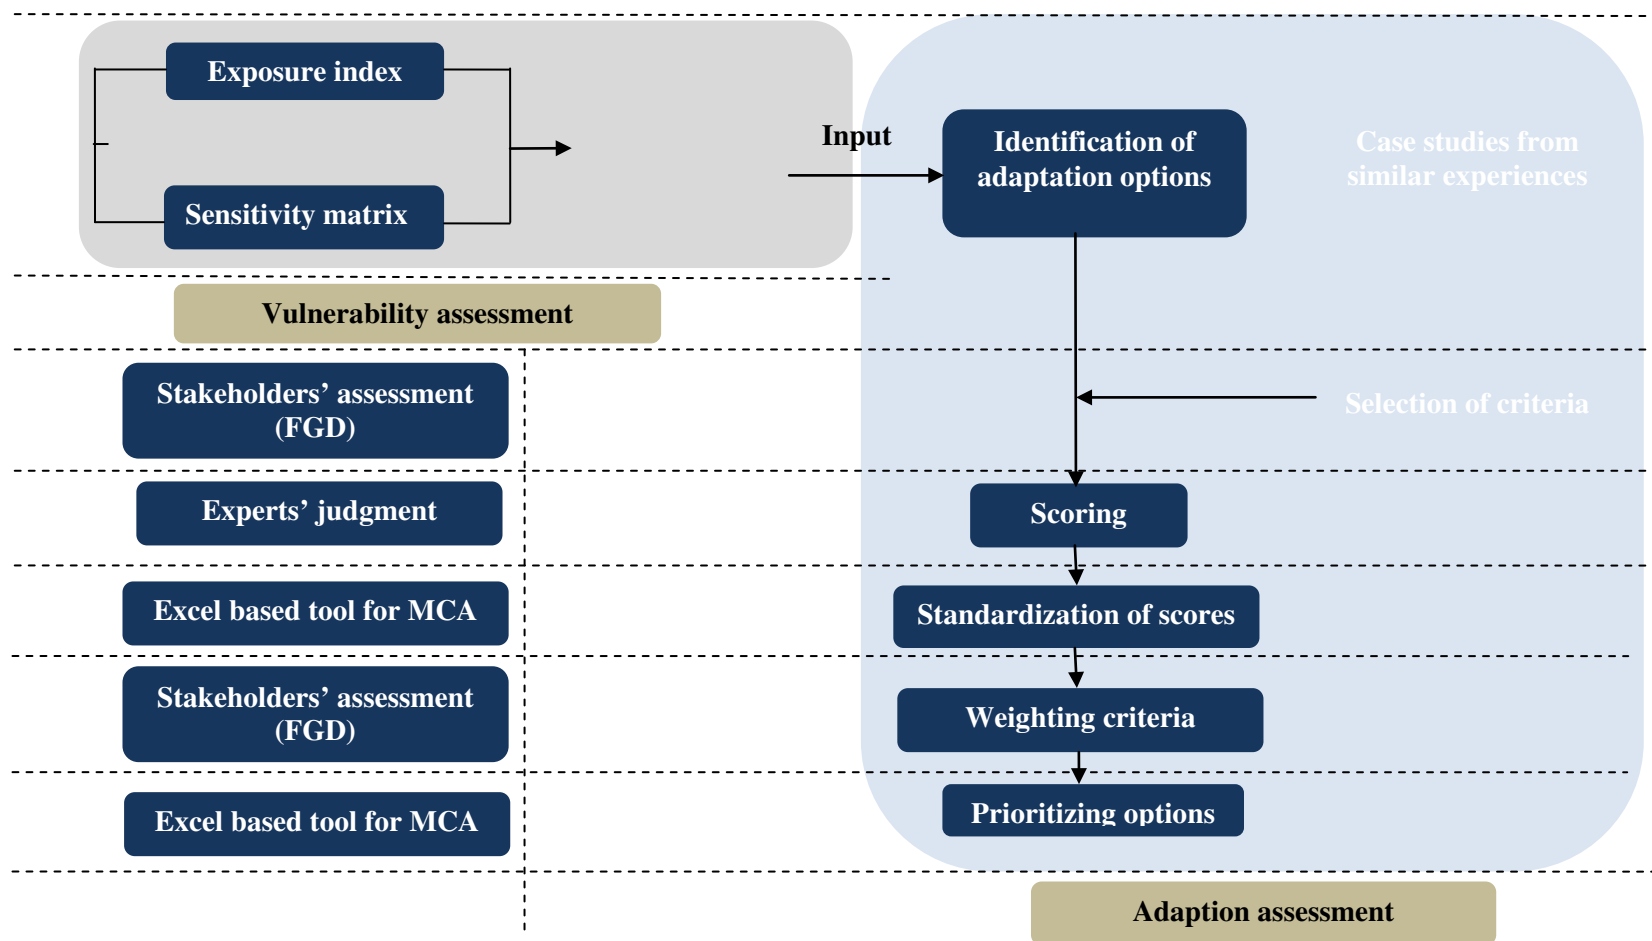 Exposure index
Sensitivity matrix
Input
Identification of
adaptation options
Case studies from
similar experiences
Vulnerability assessment
Stakeholders’ assessment
(FGD)
Selection of criteria
Experts’ judgment
Scoring
Excel based tool for MCA
Standardization of scores
Stakeholders’ assessment
(FGD)
Weighting criteria
Excel based tool for MCA
Prioritizing options
Adaption assessment